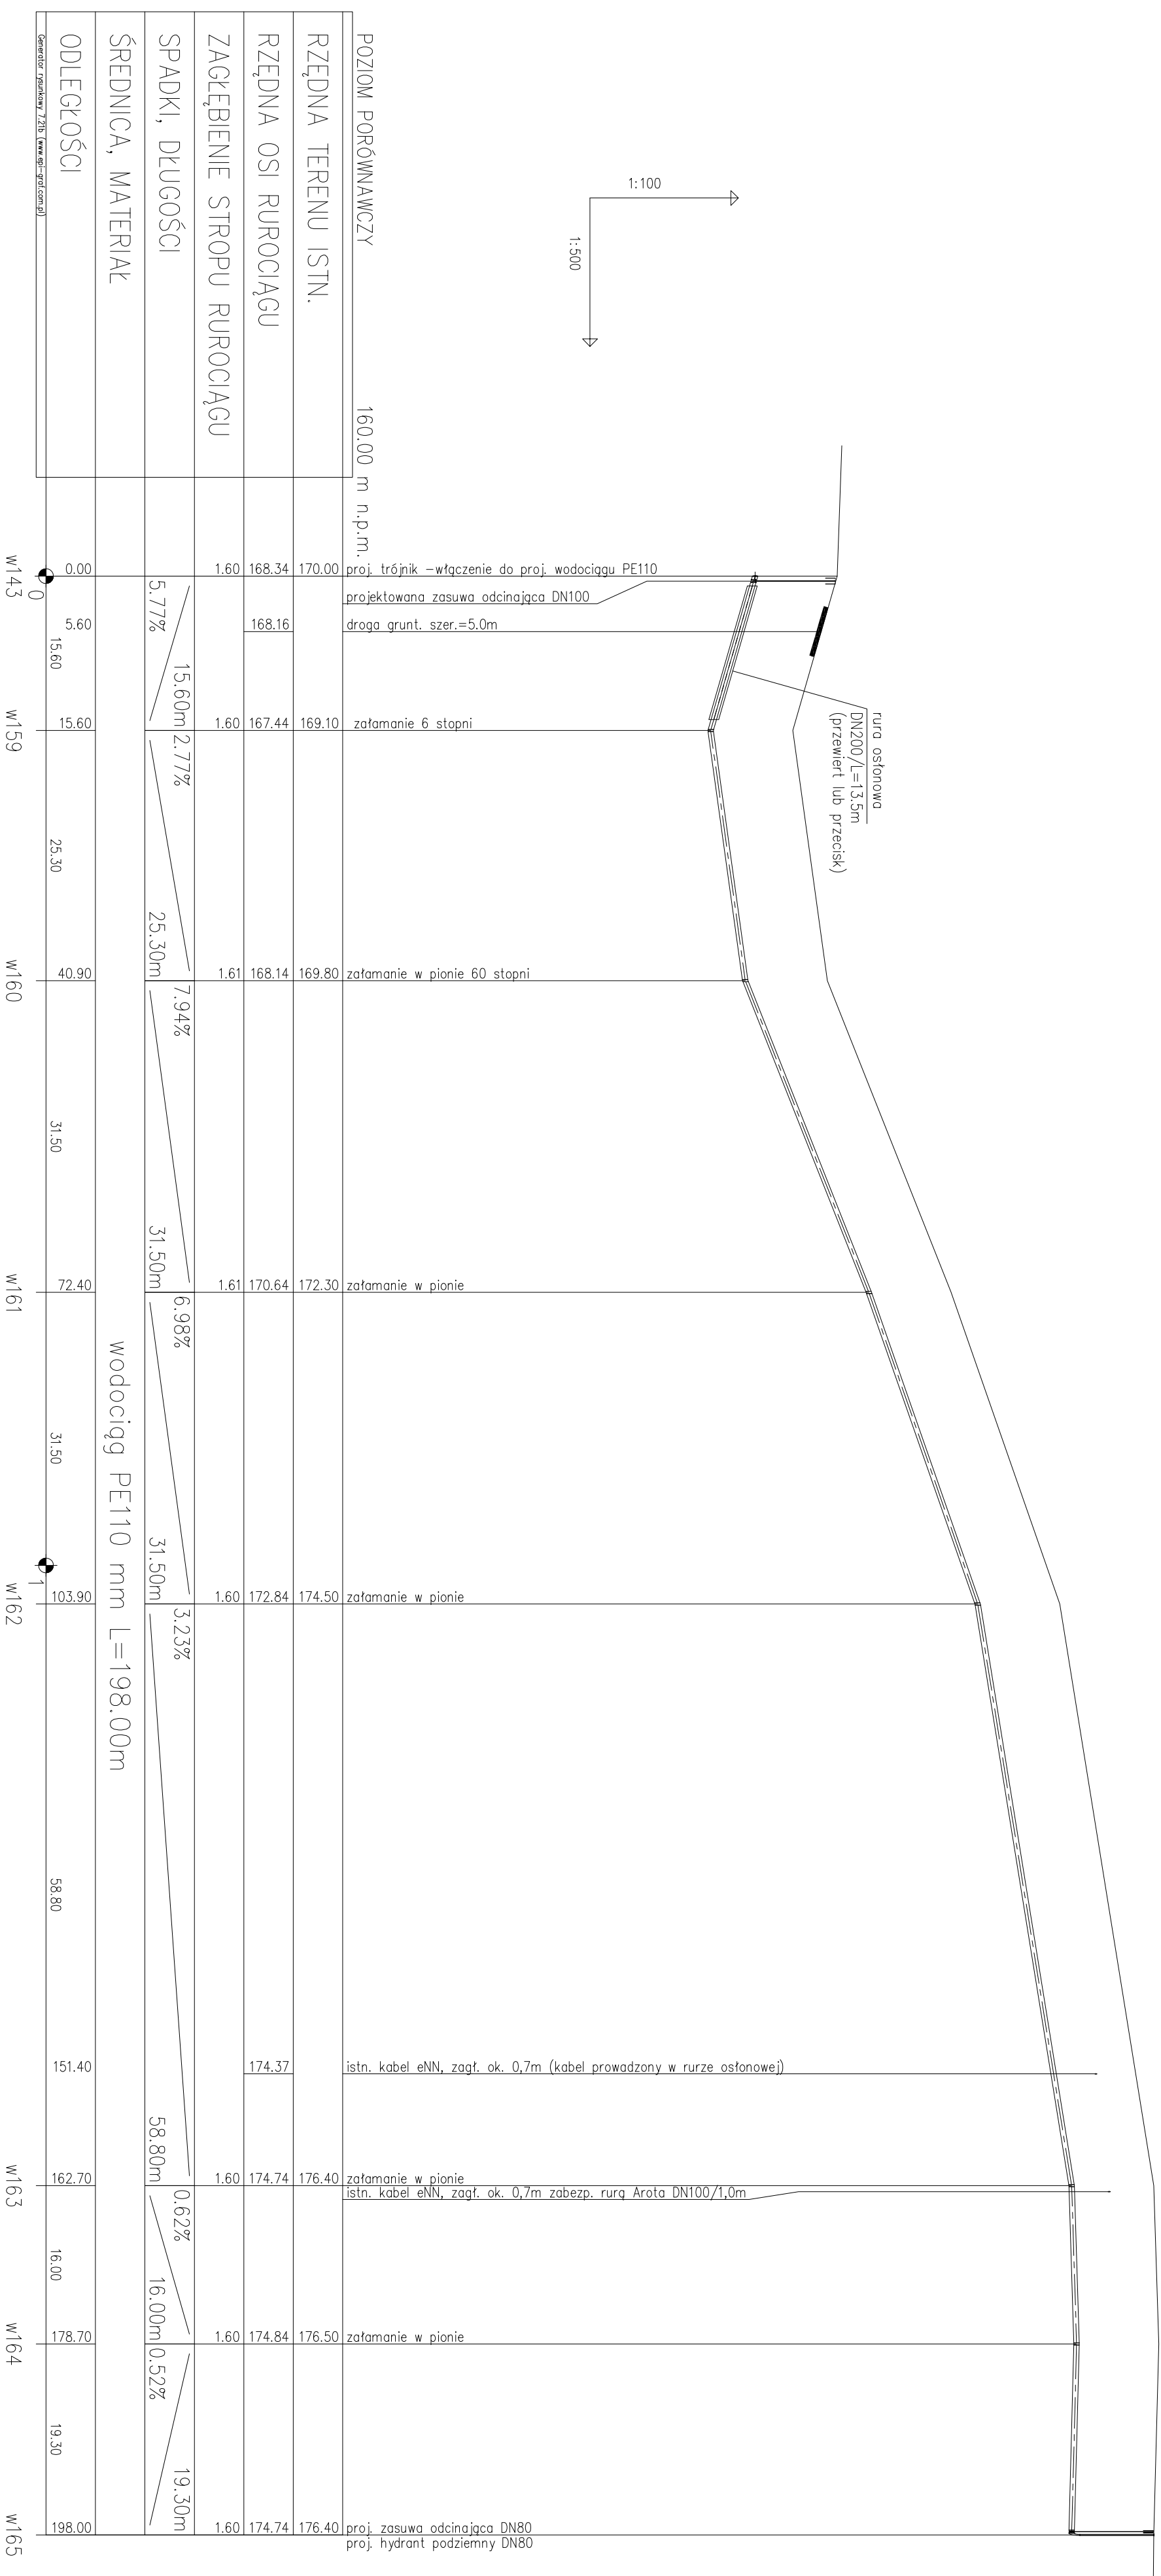 1:100
1:500
rura osłonowa
DN200/L=13.5m
(przewiert lub przecisk)
POZIOM PORÓWNAWCZY 160.00 m n.p.m.
proj. trójnik –włączenie do proj. wodociągu PE110
projektowana zasuwa odcinająca DN100
droga grunt. szer.=5.0m
załamanie 6 stopni
załamanie w pionie 60 stopni
załamanie w pionie
załamanie w pionie
istn. kabel eNN, zagł. ok. 0,7m (kabel prowadzony w rurze osłonowej)
załamanie w pionie
istn. kabel eNN, zagł. ok. 0,7m zabezp. rurą Arota DN100/1,0m
załamanie w pionie
proj. zasuwa odcinająca DN80
proj. hydrant podziemny DN80
RZĘDNA TERENU ISTN. 170.00 169.10 169.80 172.30 174.50 176.40 176.50 176.40
RZĘDNA OSI RUROCIĄGU 168.34 168.16 167.44 168.14 170.64 172.84 174.37 174.74 174.84 174.74
ZAGŁĘBIENIE STROPU RUROCIĄGU 1.60 1.60 1.61 1.61 1.60 1.60 1.60 1.60
SPADKI, DŁUGOŚCI 5.77% 15.60m 2.77% 25.30m 7.94% 31.50m 6.98% 31.50m 3.23% 58.80m 0.62% 16.00m 0.52% 19.30m
ŚREDNICA, MATERIAŁ wodociąg PE110 mm L=198.00m
ODLEGŁOŚCI 0.00 5.60 15.60 40.90 72.40 103.90 151.40 162.70 178.70 198.00
15.60 25.30 31.50 31.50 58.80 16.00 19.30
Generator rysunkowy 7.21b (www.epi-graf.com.pl)
0 1
w143 w159 w160 w161 w162 w163 w164 w165